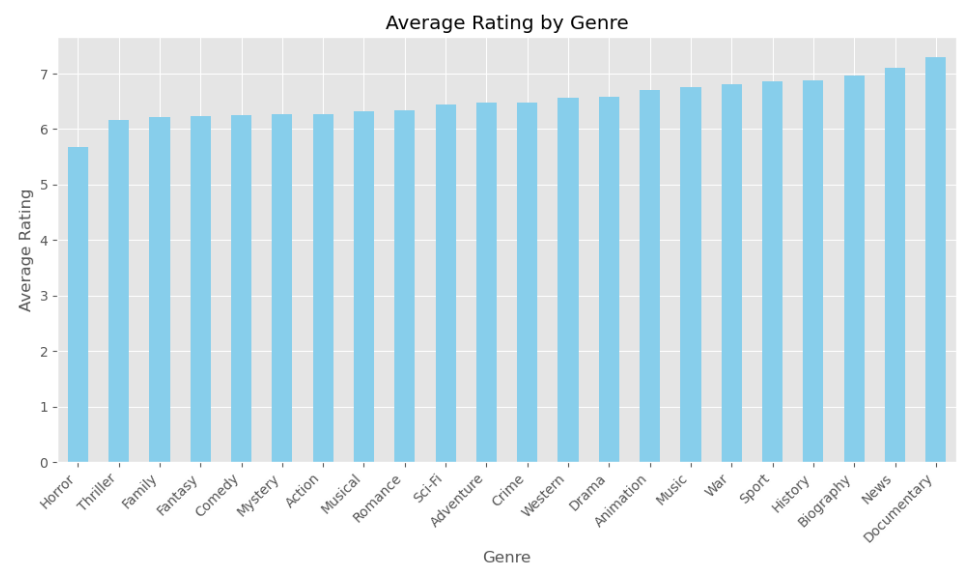 Average Rating by Genre
Average Rating
7
6
5
4
3
2
1
0
Horror
Thriller
Family
Fantasy
Comedy
Mystery
Action
Musical
Romance
Sci-Fi
Adventure
Crime
Western
Drama
Animation
Music
War
Sport
History
Biography
News
Documentary
Genre